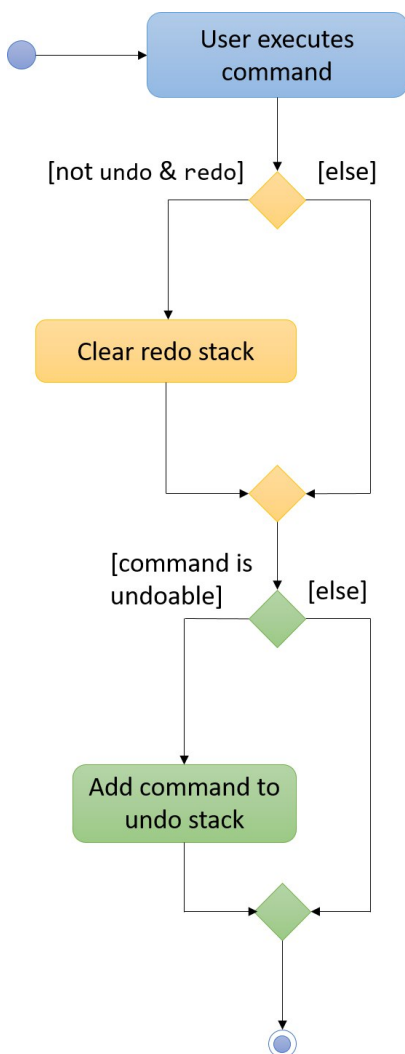 User executes
command
[not undo & redo]
[else]
Clear redo stack
[command is
undoable]
[else]
Add command to
undo stack